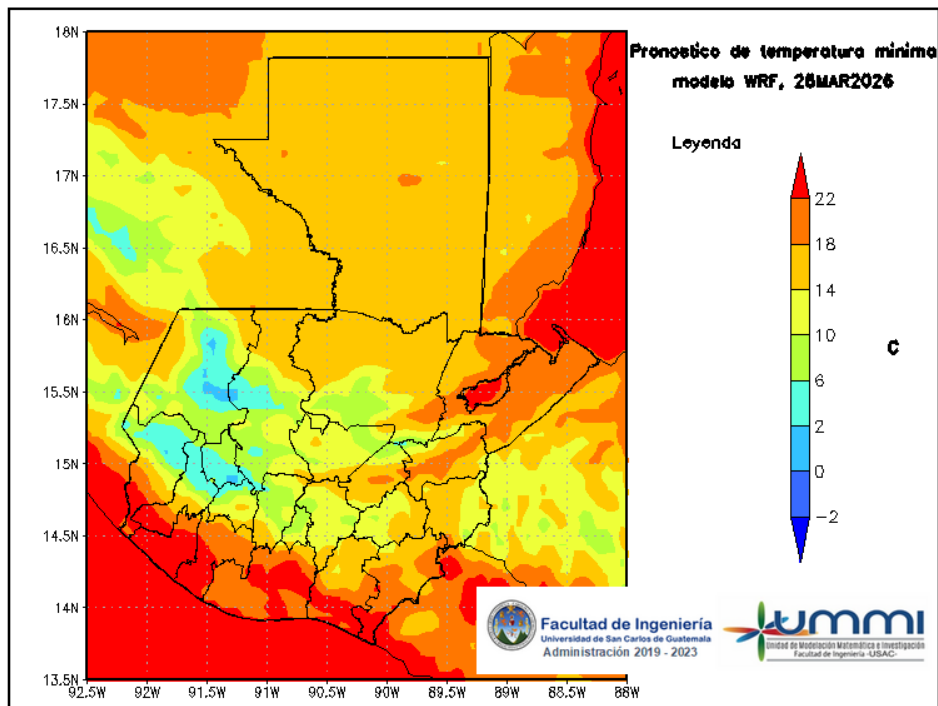 Pronostico de temperatura minima
modelo WRF, 28MAR2026
Leyenda
22
18
14
10
6
2
0
-2
C
18N
17.5N
17N
16.5N
16N
15.5N
15N
14.5N
14N
13.5N
92.5W 92W 91.5W 91W 90.5W 90W 89.5W 89W 88.5W 88W
Facultad de Ingeniería
Universidad de San Carlos de Guatemala
Administración 2019 - 2023
UMMI
Unidad de Modelación Matemática e Investigación
Facultad de Ingeniería -USAC-